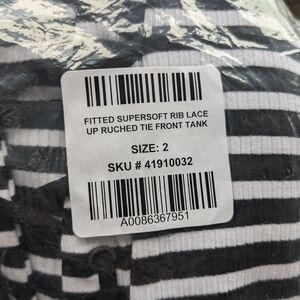 FITTED SUPERSOFT RIB LACE
UP RUCHED TIE FRONT TANK
SIZE: 2
SKU # 41910032
A0086367951